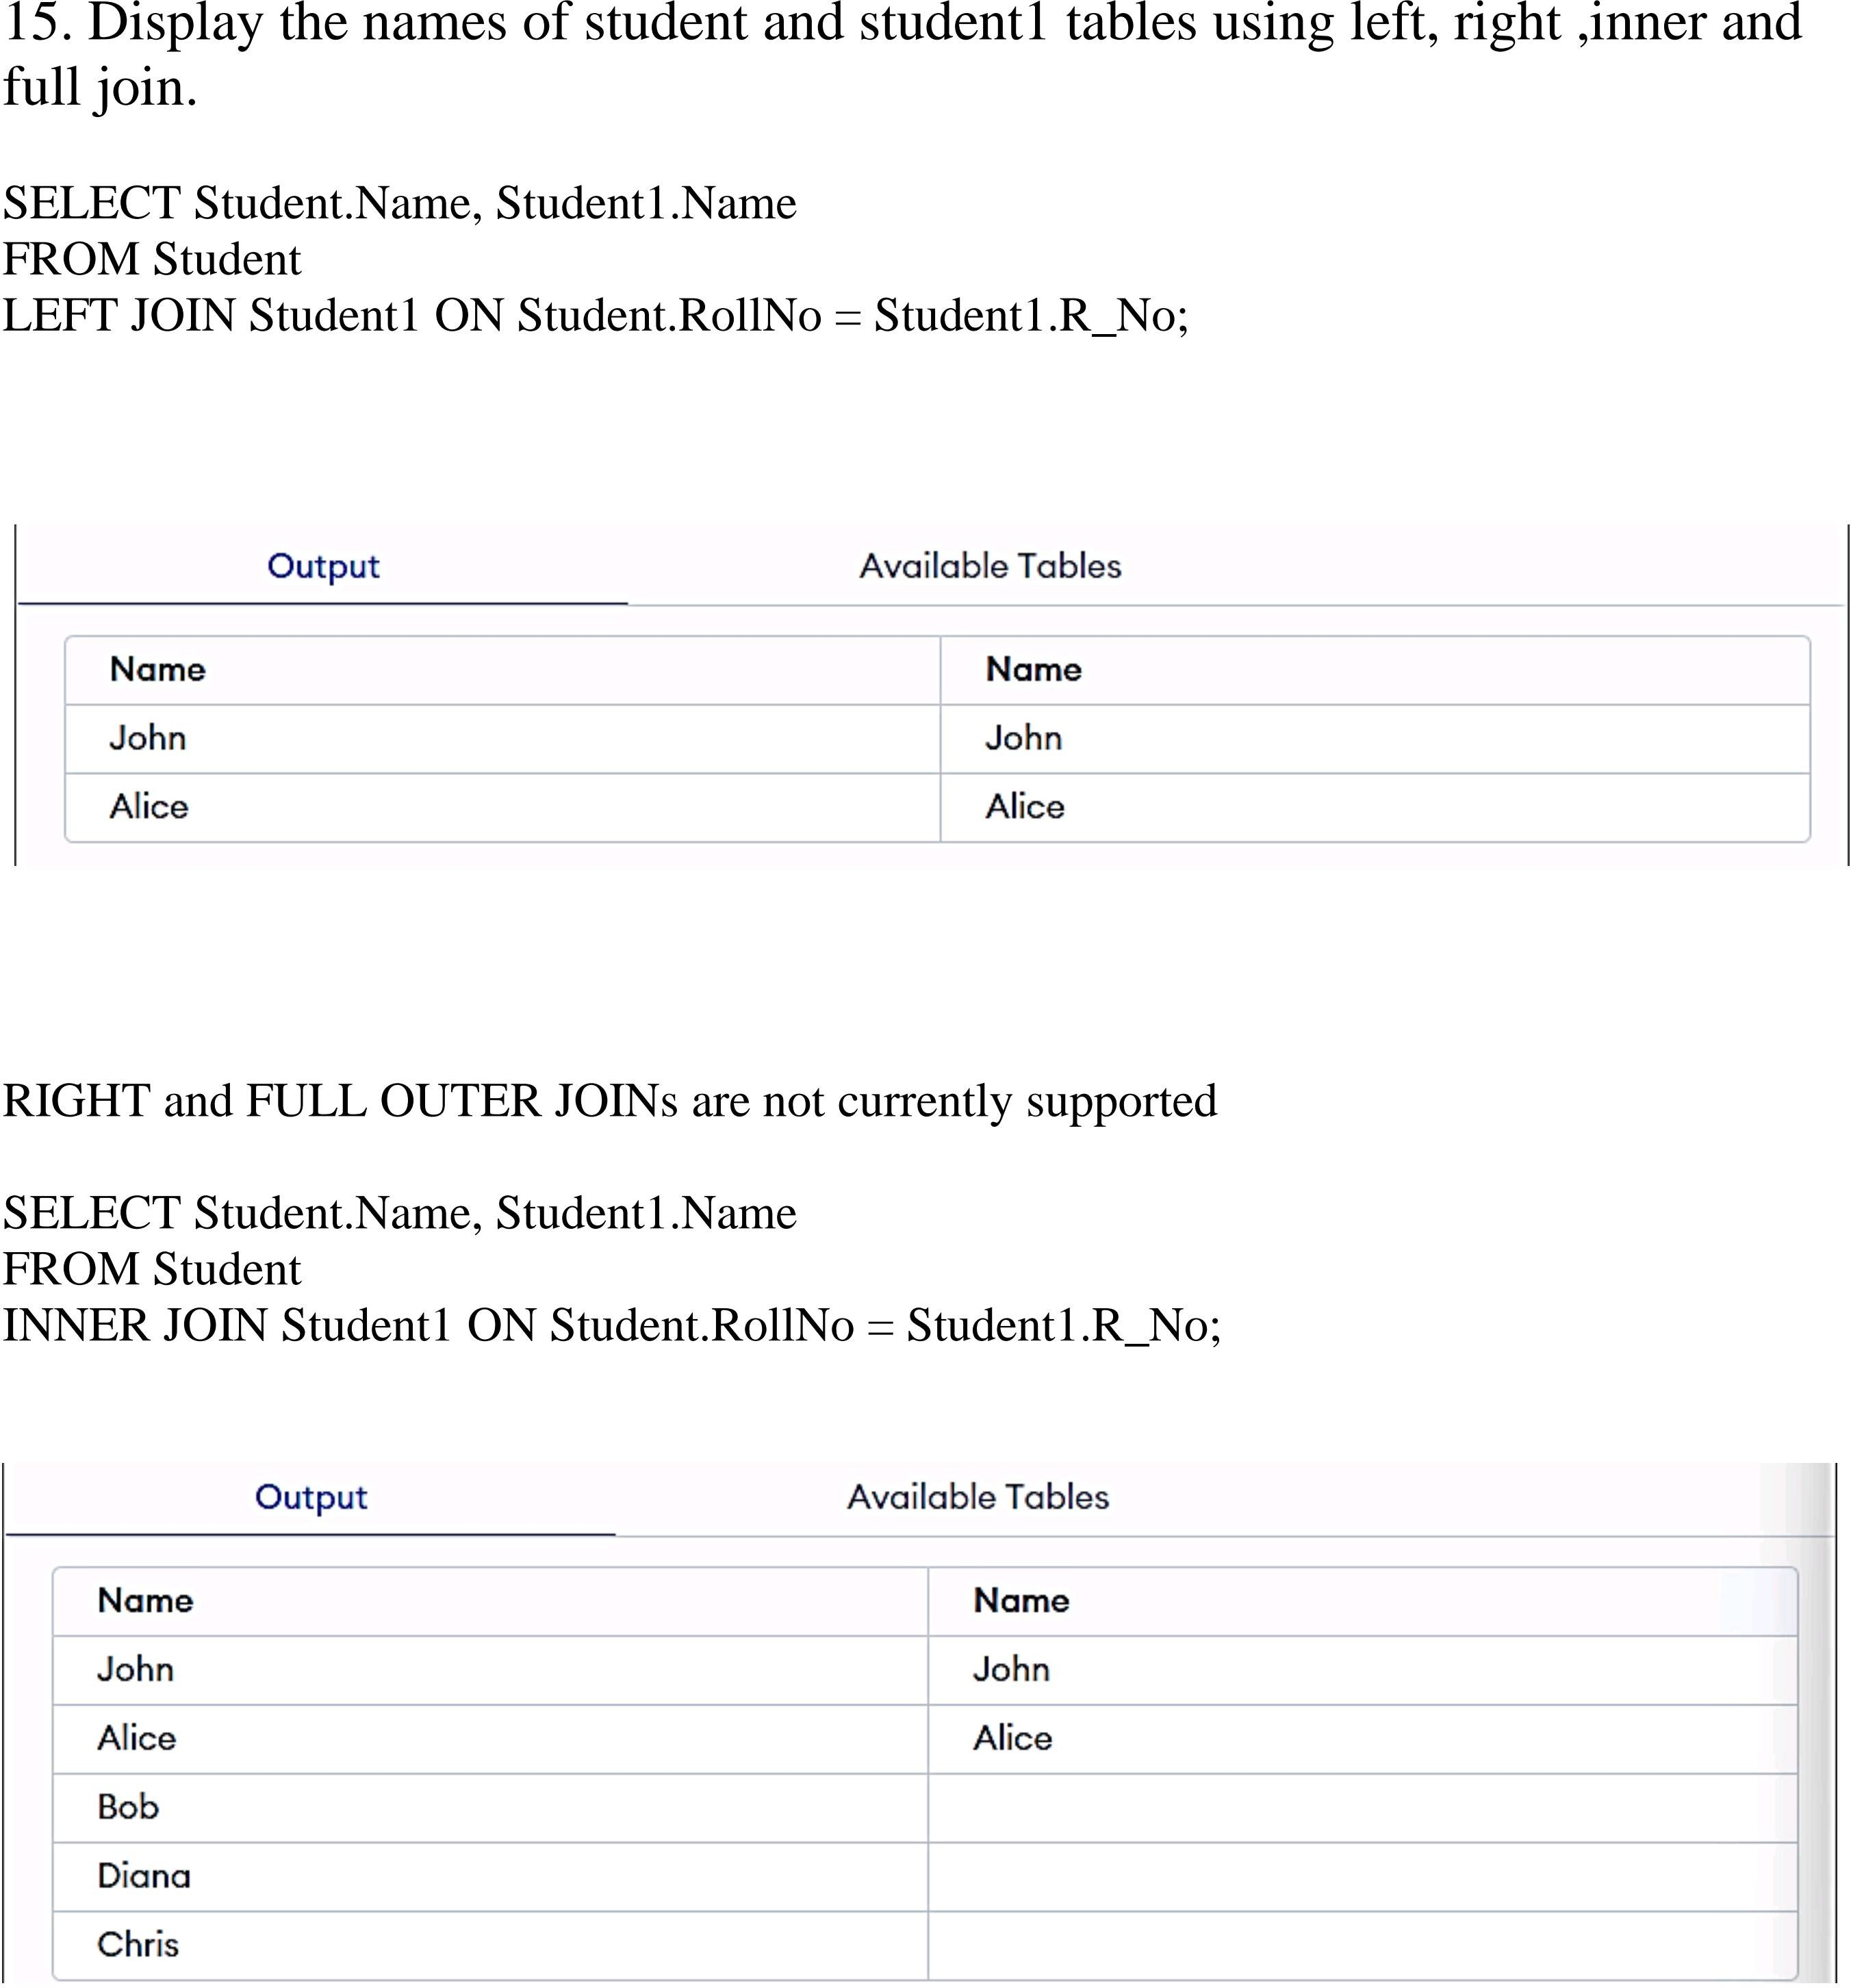 15. Display the names of student and student1 tables using left, right ,inner and
full join.
SELECT Student.Name, Student1.Name
FROM Student
LEFT JOIN Student1 ON Student.RollNo = Student1.R_No;
Output Available Tables
Name Name
John John
Alice Alice
RIGHT and FULL OUTER JOINs are not currently supported
SELECT Student.Name, Student1.Name
FROM Student
INNER JOIN Student1 ON Student.RollNo = Student1.R_No;
Output Available Tables
Name Name
John John
Alice Alice
Bob
Diana
Chris